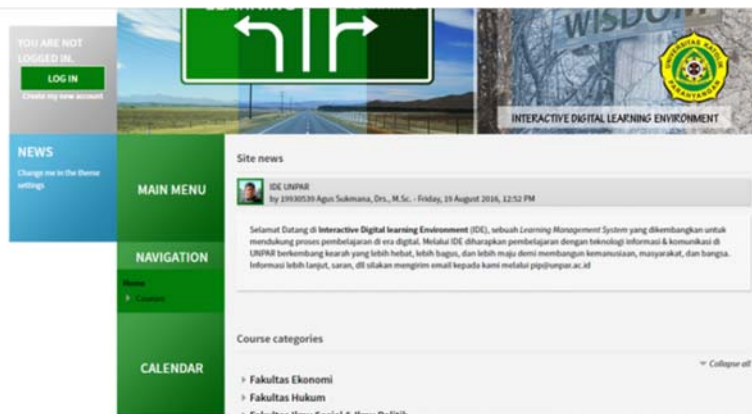 LEARNING
WISDOM
UNIVERSITAS KATOLIK
PARAHYANGAN
INTERACTIVE DIGITAL LEARNING ENVIRONMENT
YOU ARE NOT
LOGGED IN.
LOG IN
Create my new account
NEWS
Change me in the theme
settings
MAIN MENU
NAVIGATION
Home
Courses
CALENDAR
Site news
IDE UNPAR
by 19930539 Agus Sukmana, Drs., M.Sc. - Friday, 19 August 2016, 12:52 PM
Selamat Datang di Interactive Digital learning Environment (IDE), sebuah Learning Management System yang dikembangkan untuk
mendukung proses pembelajaran di era digital. Melalui IDE diharapkan pembelajaran dengan teknologi informasi & komunikasi di
UNPAR berkembang kearah yang lebih hebat, lebih bagus, dan lebih maju demi membangun kemanusiaan, masyarakat, dan bangsa.
Informasi lebih lanjut, saran, dll silakan mengirim email kepada kami melalui pip@unpar.ac.id
Course categories
Collapse all
Fakultas Ekonomi
Fakultas Hukum
Fakultas Ilmu Sosial & Ilmu Politik